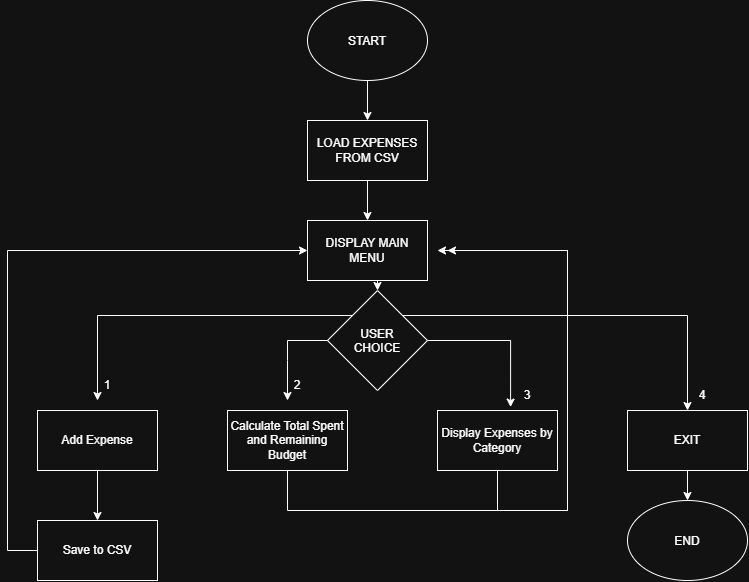 START
LOAD EXPENSES
FROM CSV
DISPLAY MAIN
MENU
USER
CHOICE
1
2
3
4
Add Expense
Calculate Total Spent
and Remaining
Budget
Display Expenses by
Category
EXIT
Save to CSV
END